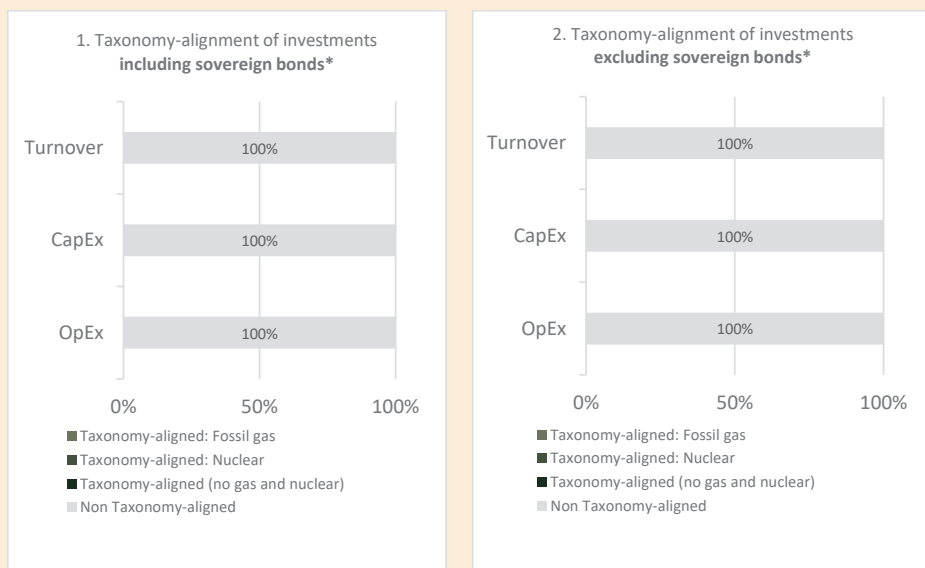 1. Taxonomy-alignment of investments
including sovereign bonds*
Turnover
100%
CapEx
100%
OpEx
100%
0%
50%
100%
Taxonomy-aligned: Fossil gas
Taxonomy-aligned: Nuclear
Taxonomy-aligned (no gas and nuclear)
Non Taxonomy-aligned
2. Taxonomy-alignment of investments
excluding sovereign bonds*
Turnover
100%
CapEx
100%
OpEx
100%
0%
50%
100%
Taxonomy-aligned: Fossil gas
Taxonomy-aligned: Nuclear
Taxonomy-aligned (no gas and nuclear)
Non Taxonomy-aligned